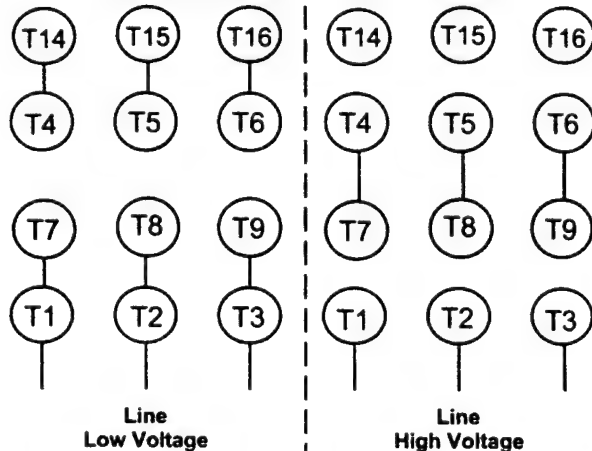 T14 T15 T16 T14 T15 T16
T4 T5 T6 T4 T5 T6
T7 T8 T9 T7 T8 T9
T1 T2 T3 T1 T2 T3
Line Line
Low Voltage High Voltage